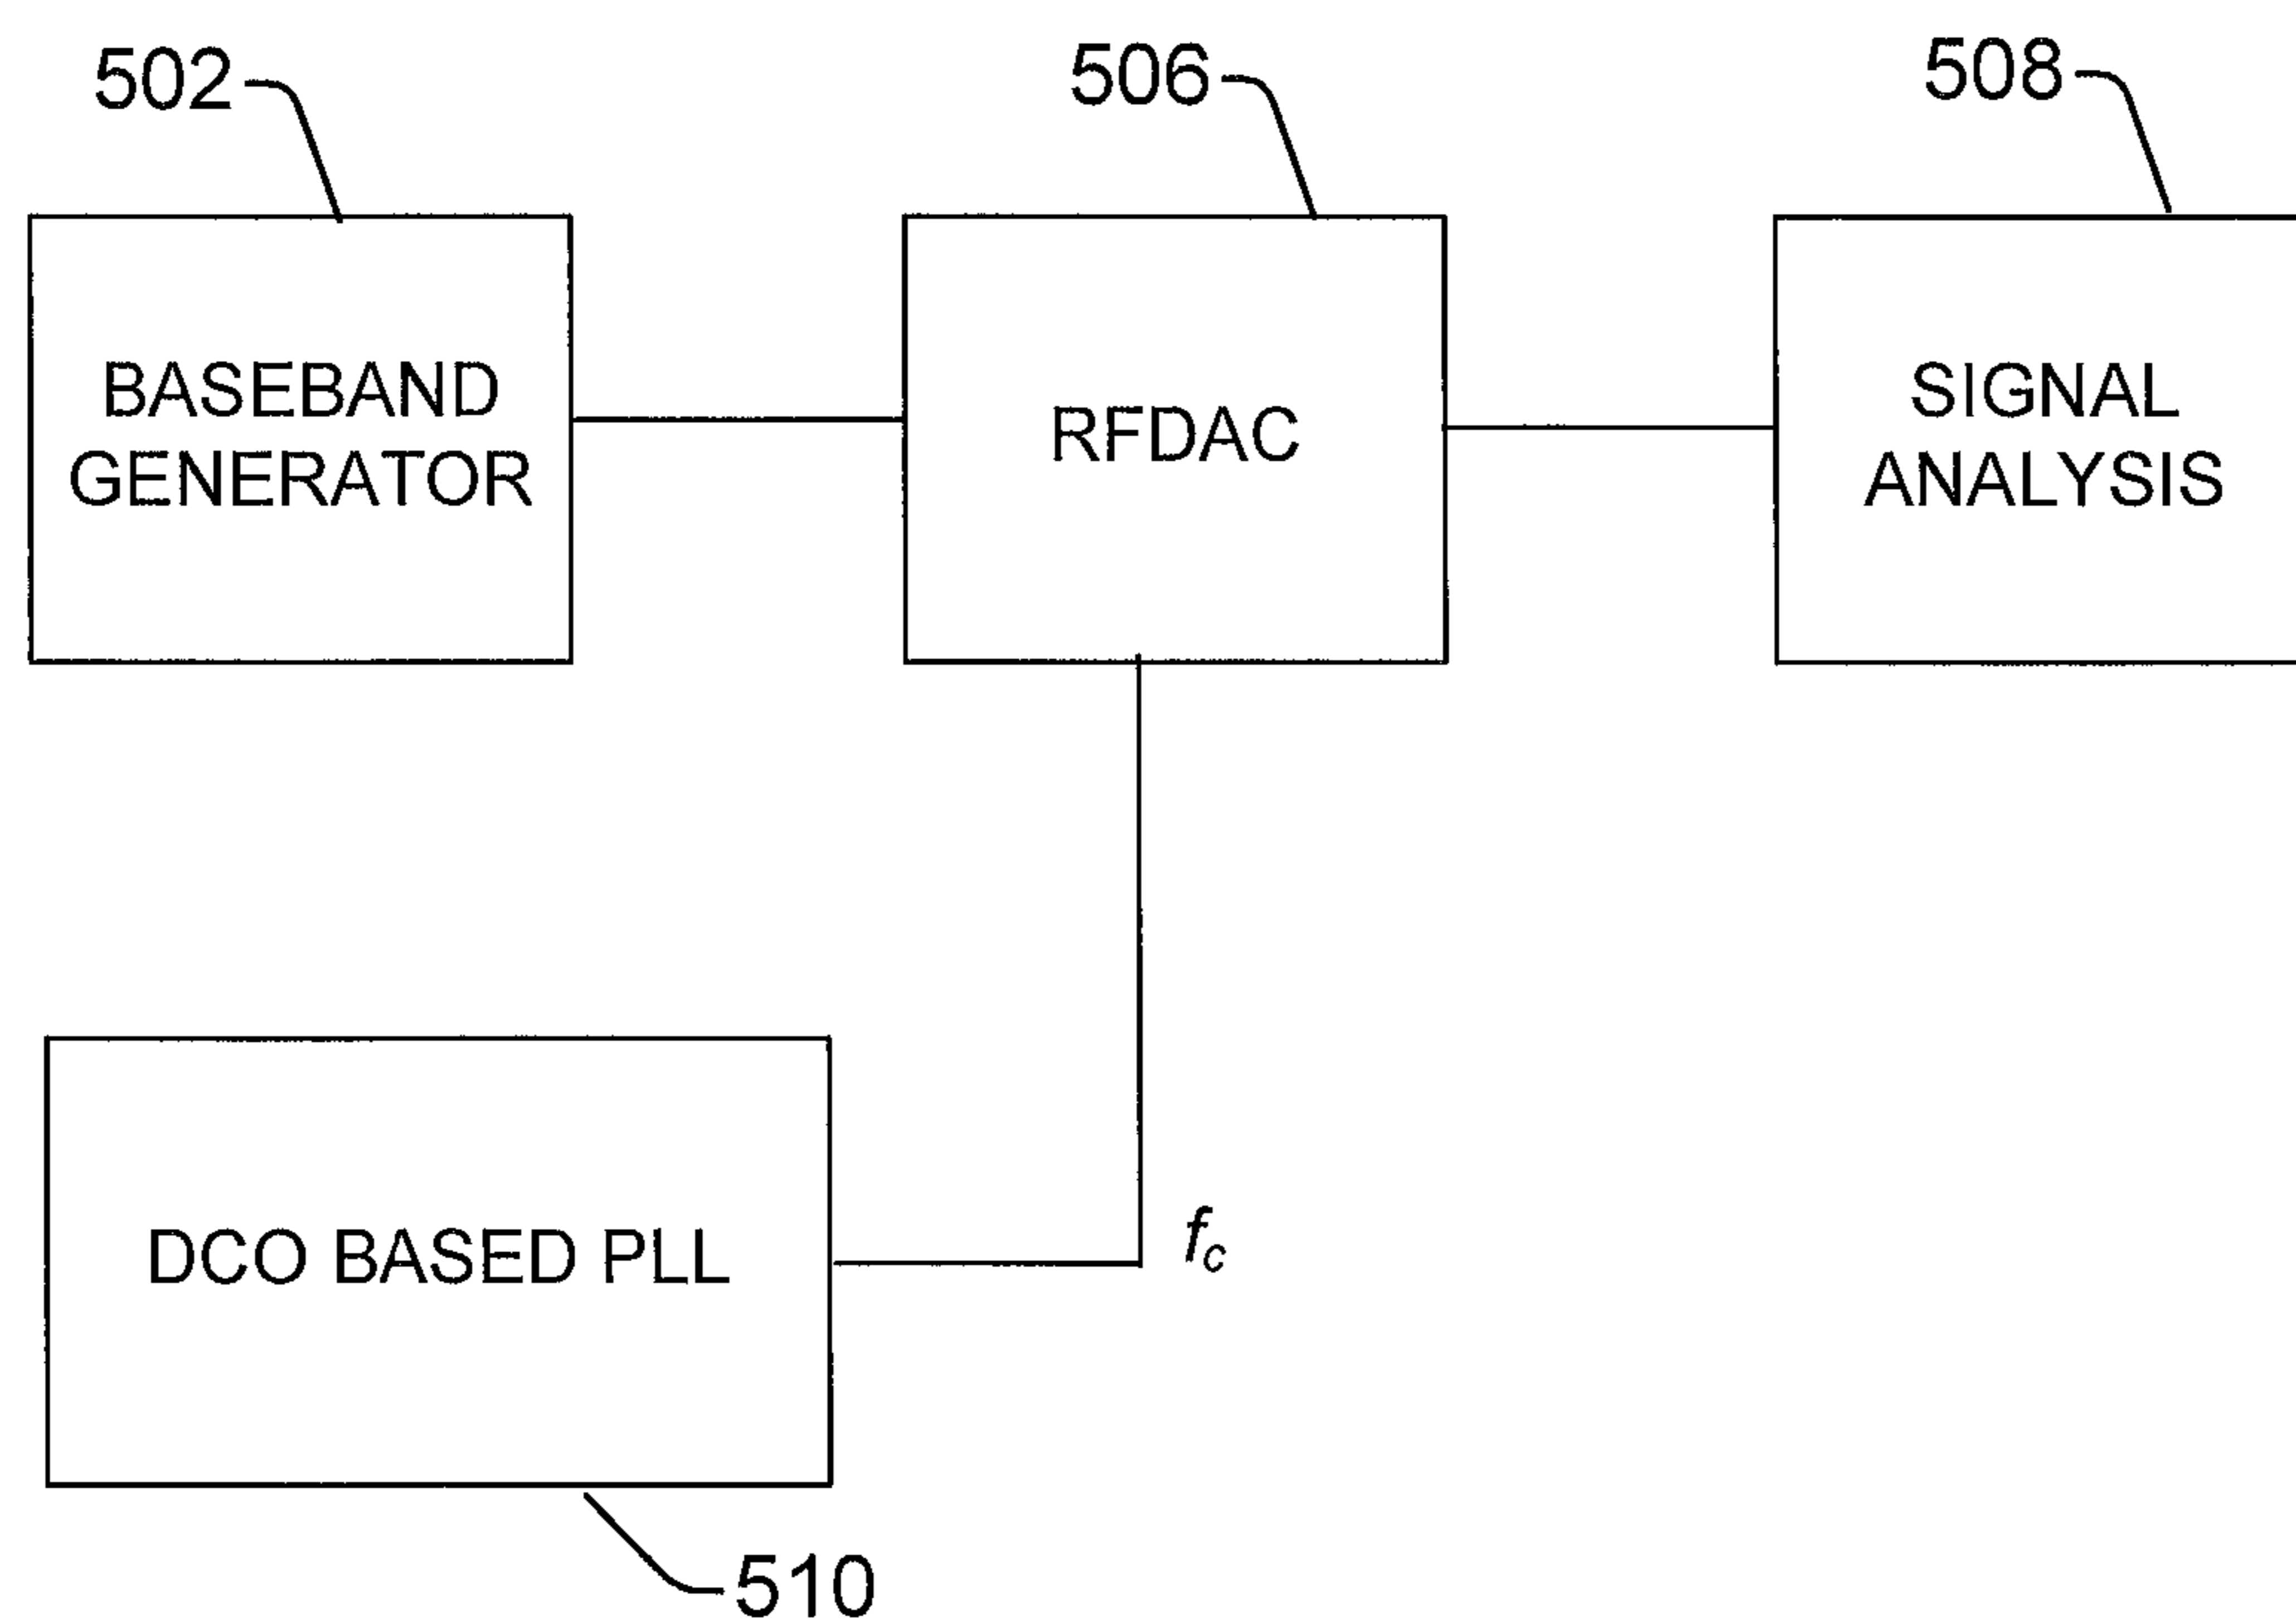 502
506
508
BASEBAND
GENERATOR
RFDAC
SIGNAL
ANALYSIS
DCO BASED PLL
fc
510